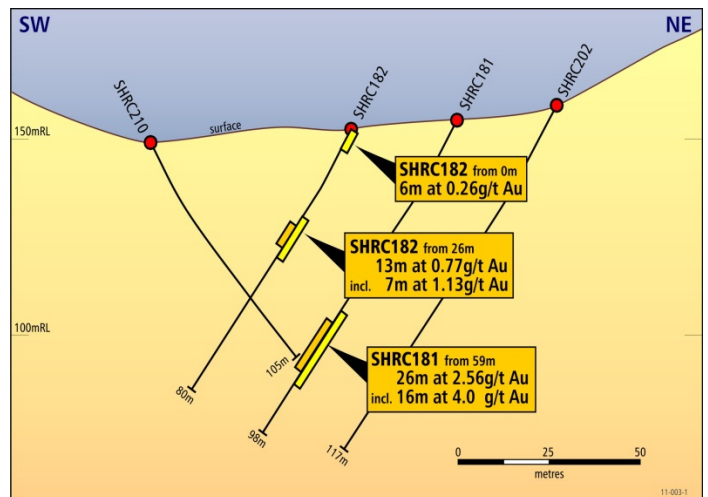 SW
NE
SHRC210
SHRC182
SHRC181
SHRC202
surface
150mRL
SHRC182 from 0m
6m at 0.26g/t Au
SHRC182 from 26m
13m at 0.77g/t Au
incl. 7m at 1.13g/t Au
100mRL
SHRC181 from 59m
26m at 2.56g/t Au
incl. 16m at 4.0 g/t Au
105m
80m
98m
117m
0 25 50
metres
11-003-1